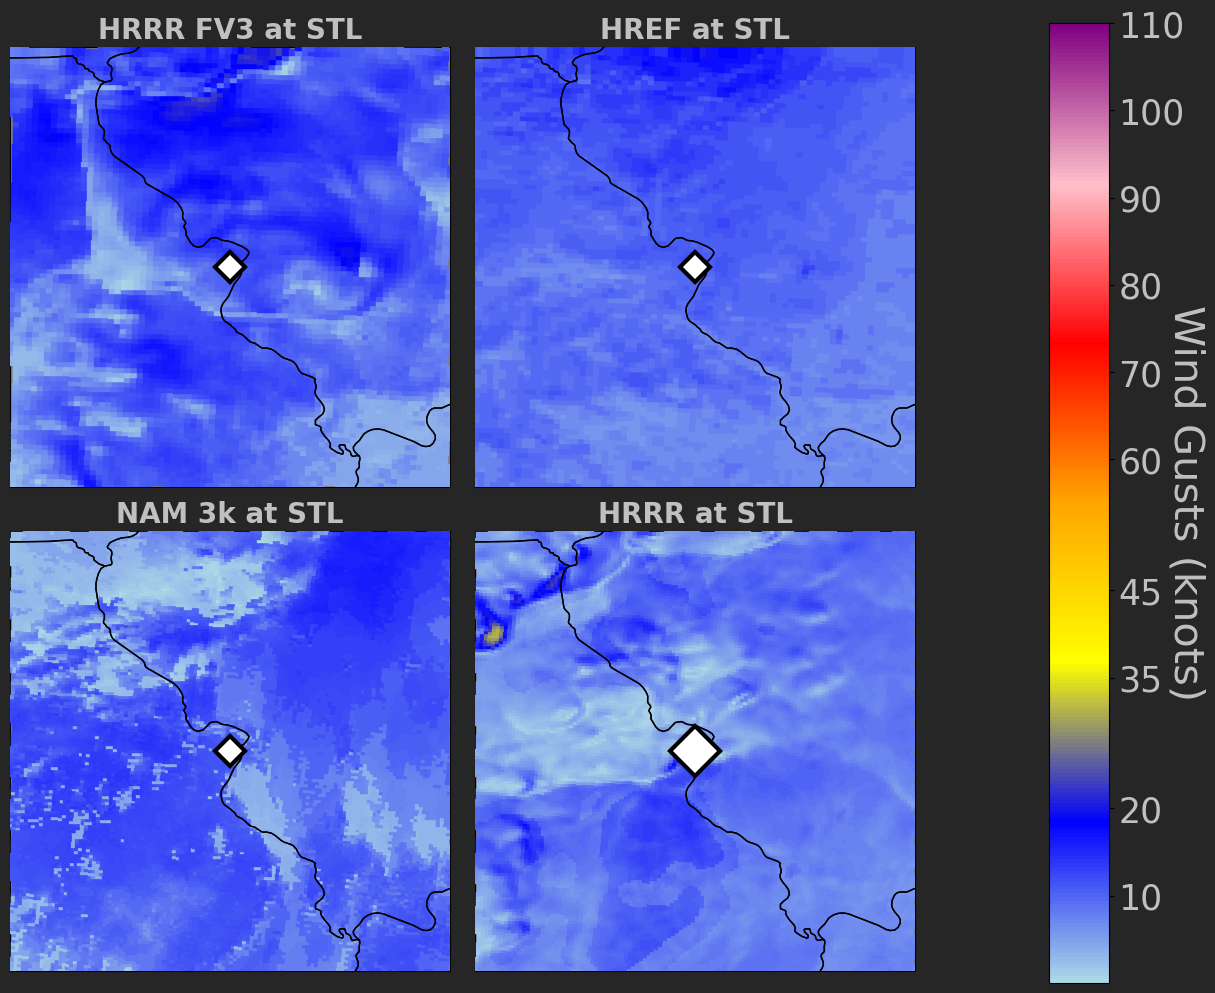 HRRR FV3 at STL
HREF at STL
NAM 3k at STL
HRRR at STL
110
100
90
80
70
60
45
35
20
10
Wind Gusts (knots)